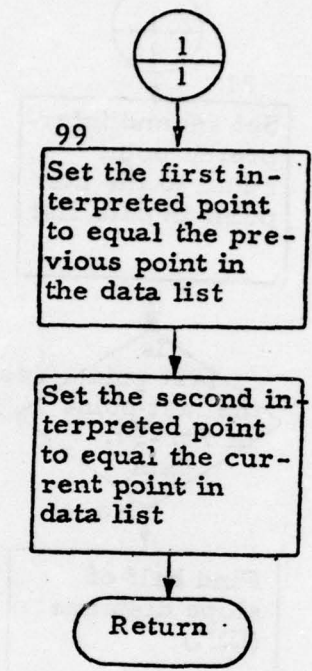 1
1
99
Set the first in-
terpreted point
to equal the pre-
vious point in
the data list
Set the second in-
terpreted point
to equal the cur-
rent point in
data list
Return